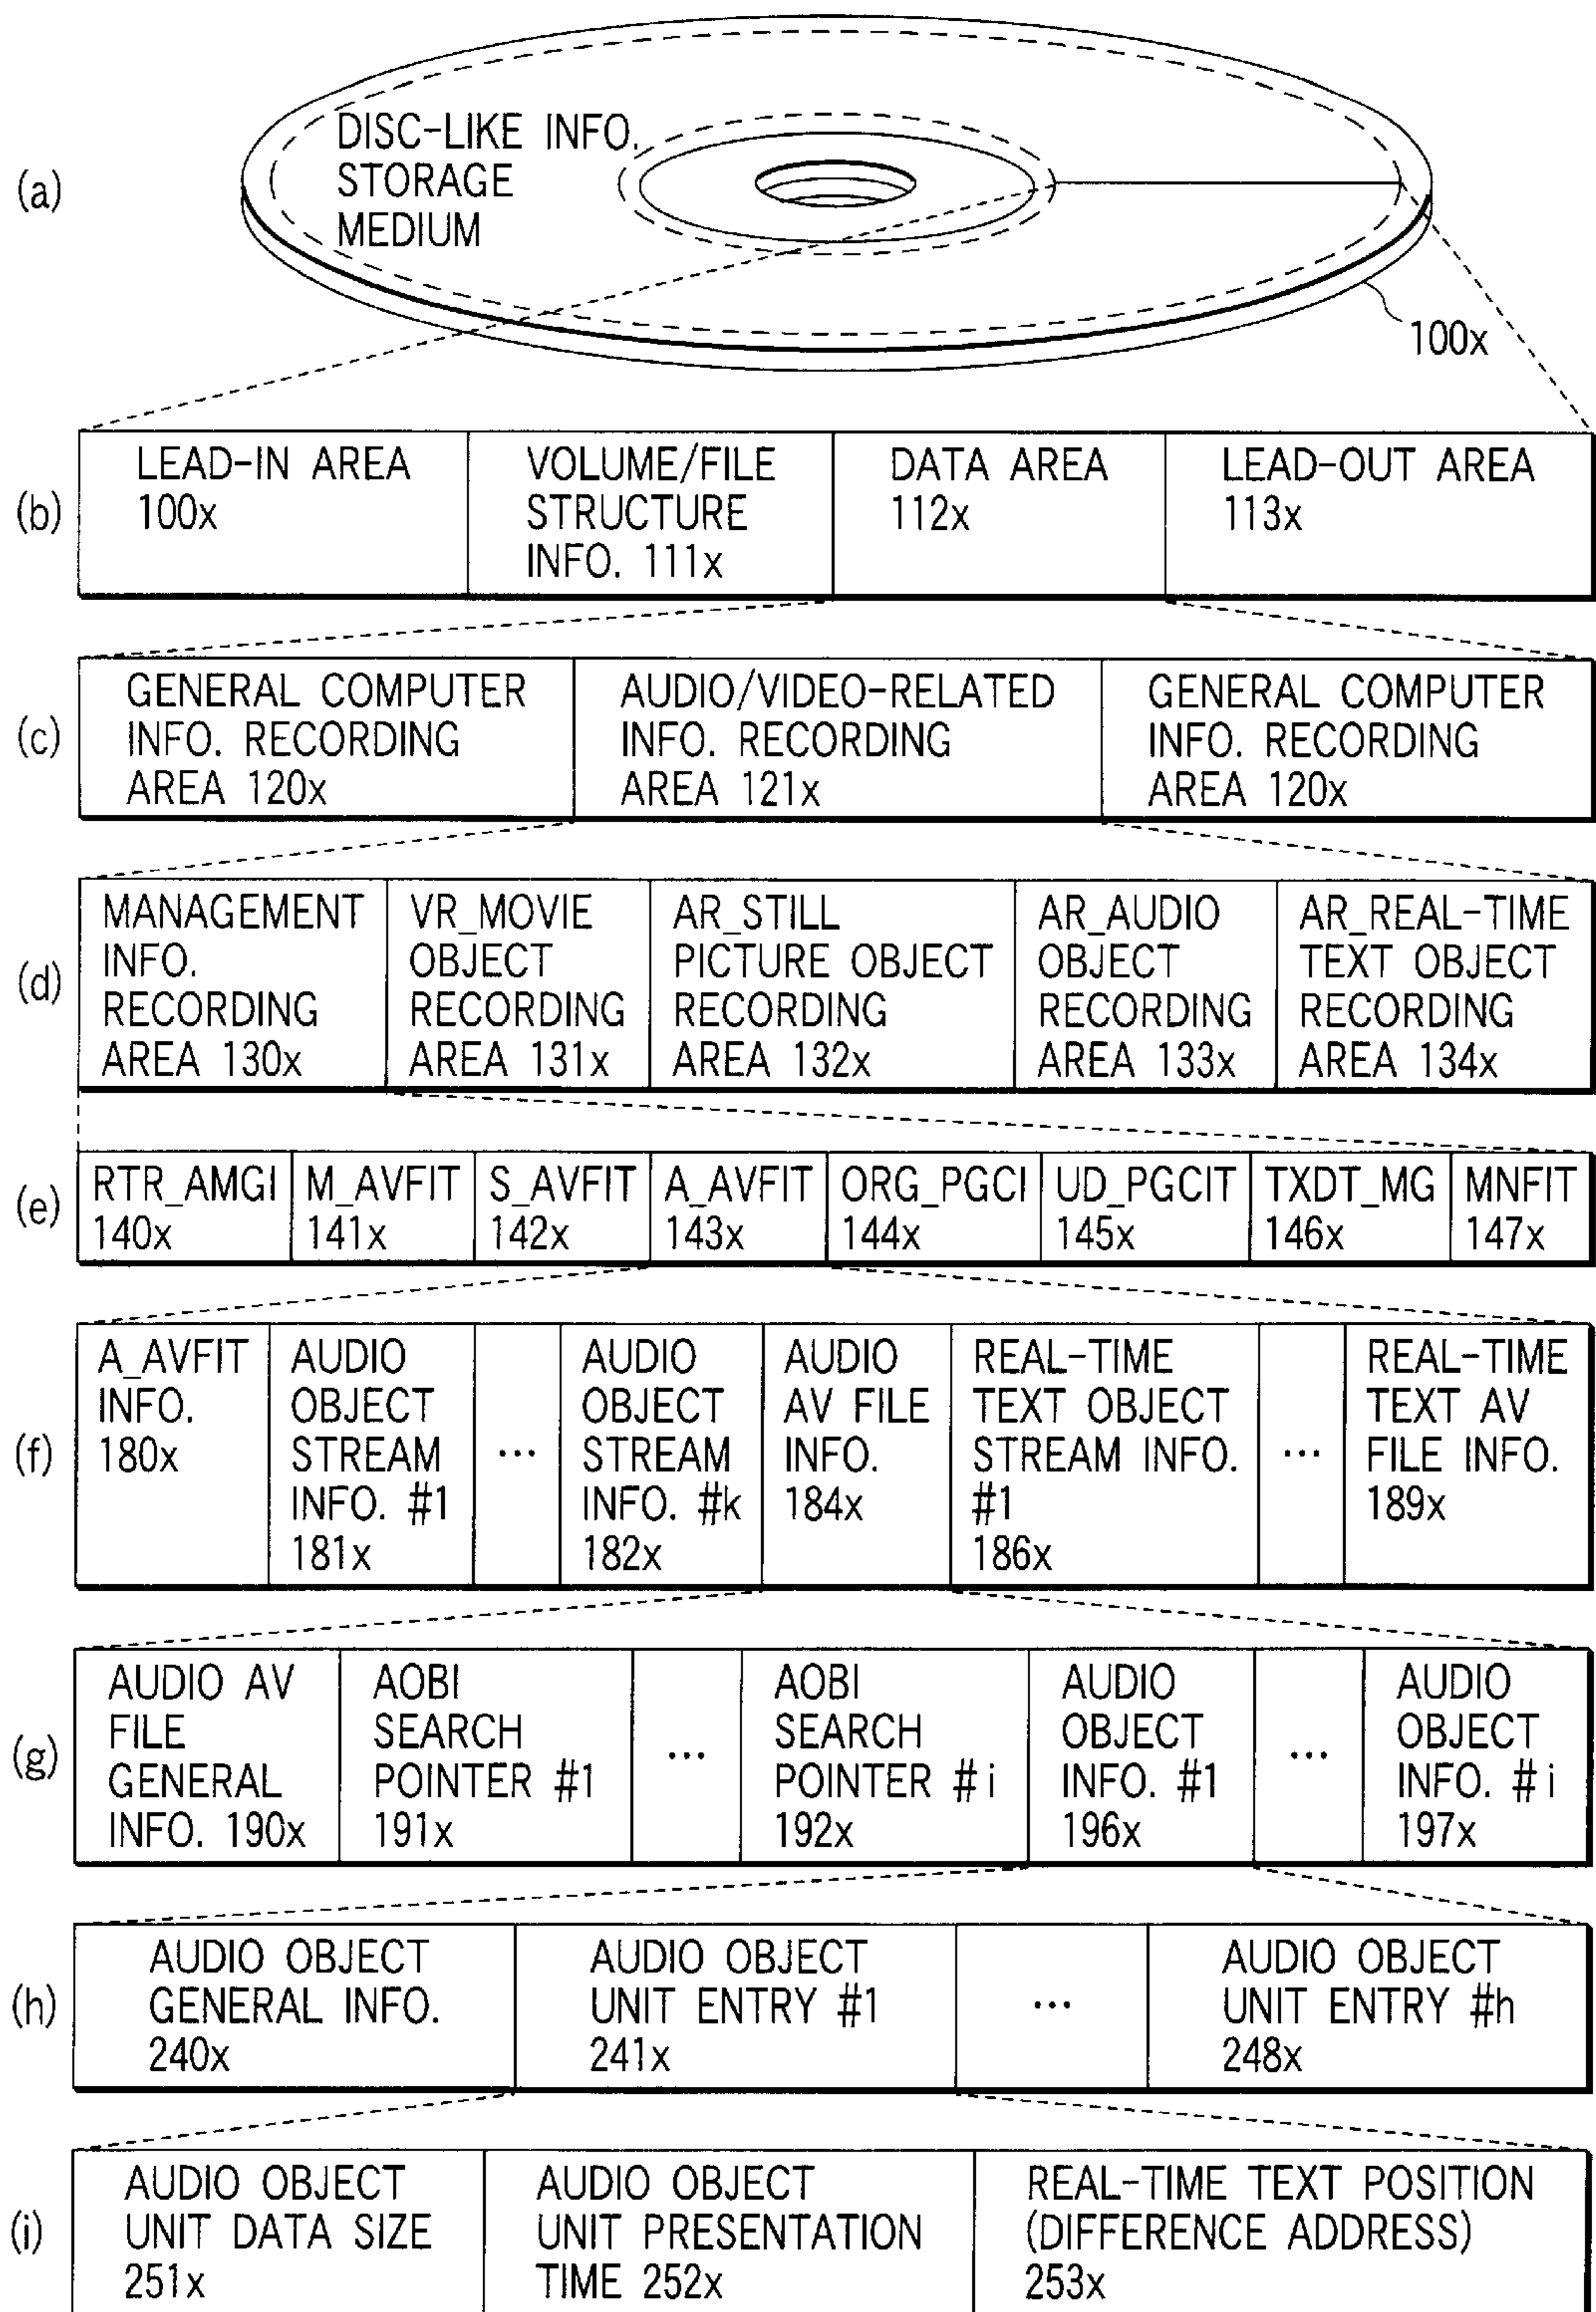 (a)
DISC-LIKE INFO.
STORAGE
MEDIUM
100x
(b)
LEAD-IN AREA
100x
VOLUME/FILE
STRUCTURE
INFO. 111x
DATA AREA
112x
LEAD-OUT AREA
113x
(c)
GENERAL COMPUTER
INFO. RECORDING
AREA 120x
AUDIO/VIDEO-RELATED
INFO. RECORDING
AREA 121x
GENERAL COMPUTER
INFO. RECORDING
AREA 120x
(d)
MANAGEMENT
INFO.
RECORDING
AREA 130x
VR_MOVIE
OBJECT
RECORDING
AREA 131x
AR_STILL
PICTURE OBJECT
RECORDING
AREA 132x
AR_AUDIO
OBJECT
RECORDING
AREA 133x
AR_REAL-TIME
TEXT OBJECT
RECORDING
AREA 134x
(e)
RTR_AMGI
140x
M_AVFIT
141x
S_AVFIT
142x
A_AVFIT
143x
ORG_PGCI
144x
UD_PGCIT
145x
TXDT_MG
146x
MNFIT
147x
(f)
A_AVFIT
INFO.
180x
AUDIO
OBJECT
STREAM
INFO. #1
181x
...
AUDIO
OBJECT
STREAM
INFO. #k
182x
AUDIO
AV FILE
INFO.
184x
REAL-TIME
TEXT OBJECT
STREAM INFO.
#1
186x
...
REAL-TIME
TEXT AV
FILE INFO.
189x
(g)
AUDIO AV
FILE
GENERAL
INFO. 190x
AOBI
SEARCH
POINTER #1
191x
...
AOBI
SEARCH
POINTER #i
192x
AUDIO
OBJECT
INFO. #1
196x
...
AUDIO
OBJECT
INFO. #i
197x
(h)
AUDIO OBJECT
GENERAL INFO.
240x
AUDIO OBJECT
UNIT ENTRY #1
241x
...
AUDIO OBJECT
UNIT ENTRY #h
248x
(i)
AUDIO OBJECT
UNIT DATA SIZE
251x
AUDIO OBJECT
UNIT PRESENTATION
TIME 252x
REAL-TIME TEXT POSITION
(DIFFERENCE ADDRESS)
253x